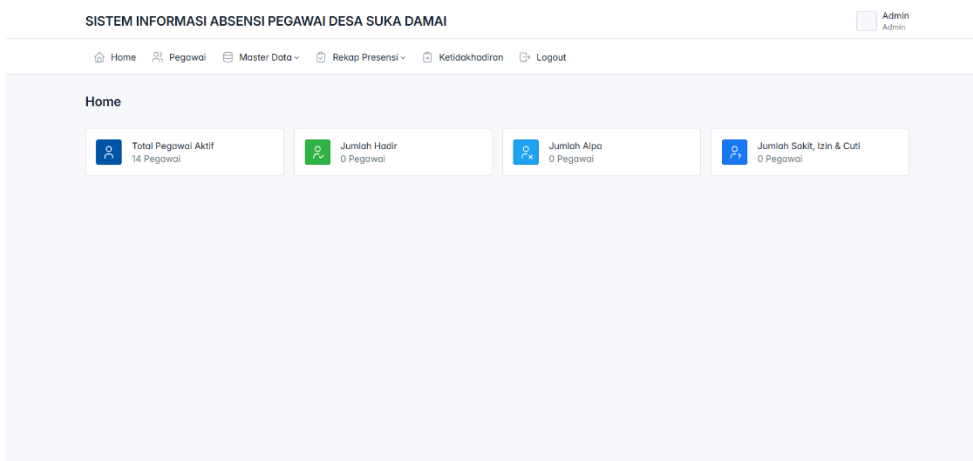 SISTEM INFORMASI ABSENSI PEGAWAI DESA SUKA DAMAI
Admin
Admin
Home Pegawai Master Data Rekap Presensi Ketidakhadiran Logout
Home
Total Pegawai Aktif
14 Pegawai
Jumlah Hadir
0 Pegawai
Jumlah Alpa
0 Pegawai
Jumlah Sakit, Izin & Cuti
0 Pegawai